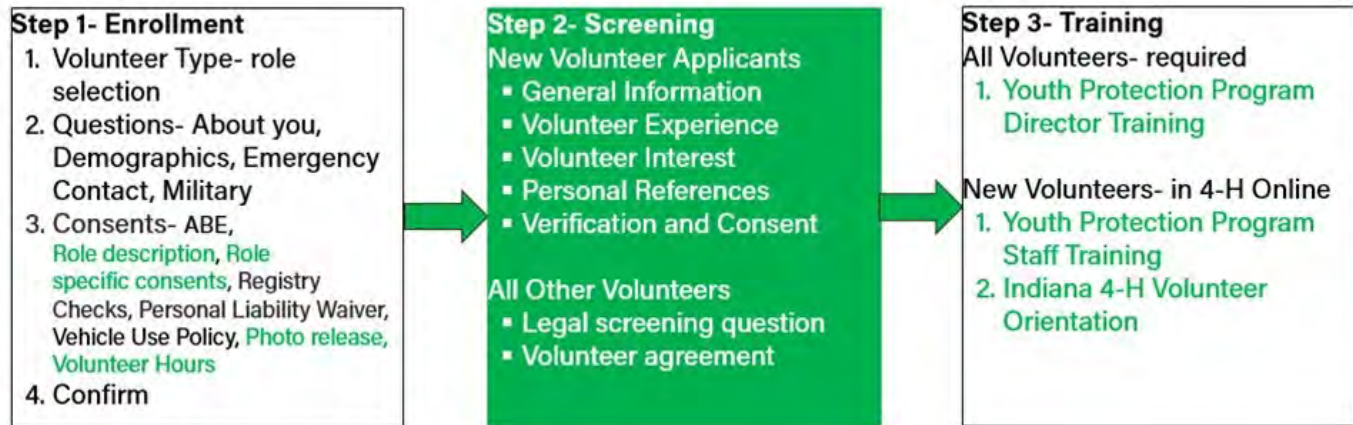 Step 1- Enrollment
1. Volunteer Type- role
selection
2. Questions- About you,
Demographics, Emergency
Contact, Military
3. Consents- ABE,
Role description, Role
specific consents, Registry
Checks, Personal Liability Waiver,
Vehicle Use Policy, Photo release,
Volunteer Hours
4. Confirm
Step 2- Screening
New Volunteer Applicants
▪ General Information
▪ Volunteer Experience
▪ Volunteer Interest
▪ Personal References
▪ Verification and Consent
All Other Volunteers
▪ Legal screening question
▪ Volunteer agreement
Step 3- Training
All Volunteers- required
1. Youth Protection Program
Director Training
New Volunteers- in 4-H Online
1. Youth Protection Program
Staff Training
2. Indiana 4-H Volunteer
Orientation